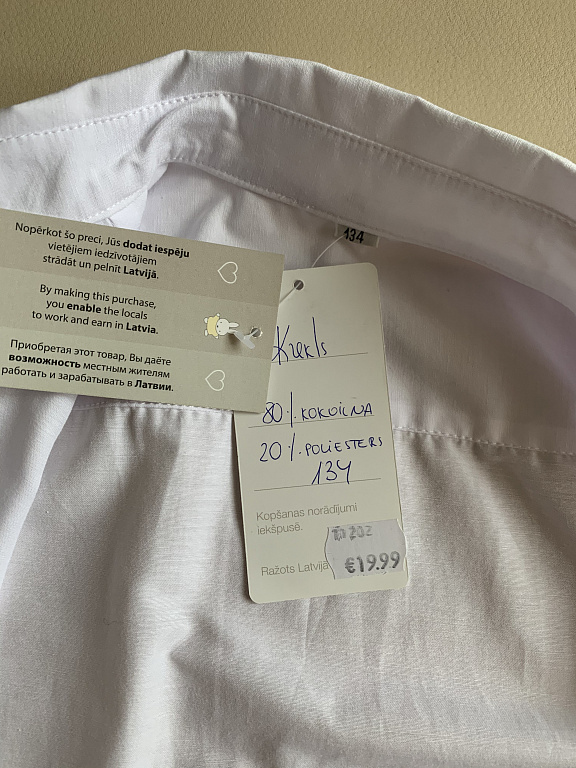 134
Nopērkot šo preci, Jūs dodat iespēju
vietējiem iedzīvotājiem
strādāt un pelnīt Latvijā.
By making this purchase,
you enable the locals
to work and earn in Latvia.
Приобретая этот товар, Вы даёте
возможность местным жителям
работать и зарабатывать в Латвии.
Krekls
80%. KOKVILNA
20%. POLIESTERS
134
Kopšanas norādījumi
iekšpusē.
202
Ražots Latvijā
€19.99